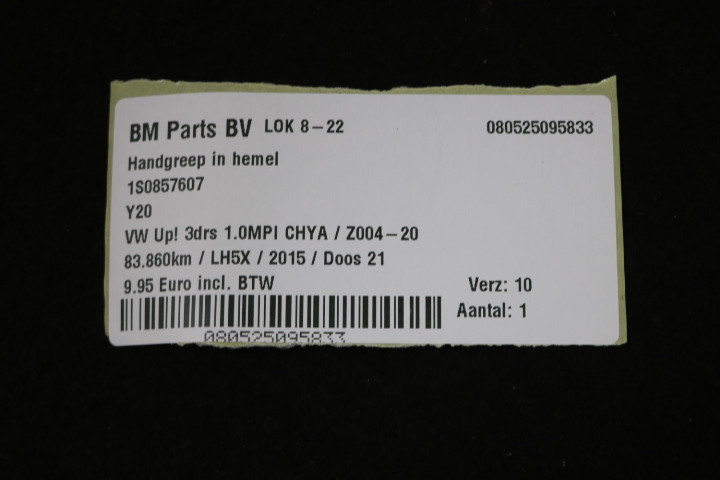 BM Parts BV LOK 8-22 080525095833
Handgreep in hemel
1S0857607
Y20
VW Up! 3drs 1.0MPI CHYA / Z004-20
83.860km / LH5X / 2015 / Doos 21
9.95 Euro incl. BTW Verz: 10
Aantal: 1
080525095833